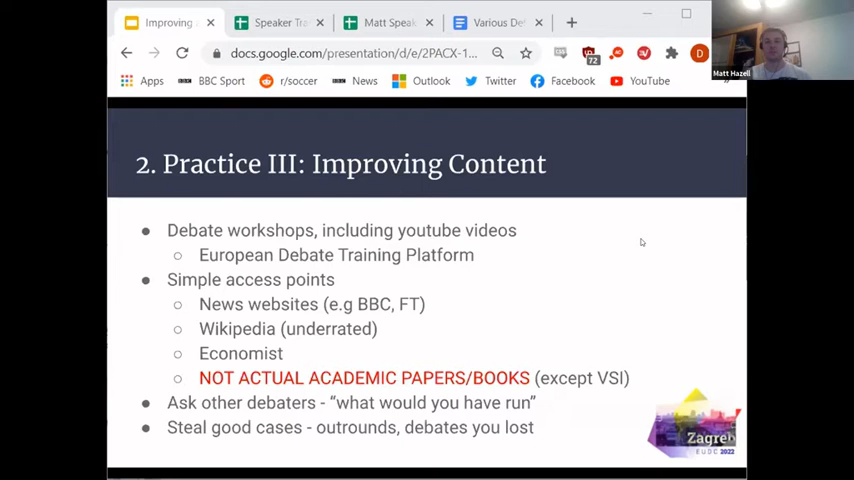 Improving
Speaker Tra
Matt Speak
Various De
docs.google.com/presentation/d/e/2PACX-1...
72
D
Apps
BBC Sport
r/soccer
News
Outlook
Twitter
Facebook
YouTube
Matt Hazell
2. Practice III: Improving Content
Debate workshops, including youtube videos
European Debate Training Platform
Simple access points
News websites (e.g BBC, FT)
Wikipedia (underrated)
Economist
NOT ACTUAL ACADEMIC PAPERS/BOOKS (except VSI)
Ask other debaters - “what would you have run”
Steal good cases - outrounds, debates you lost
Zagreb
EUDC 2022